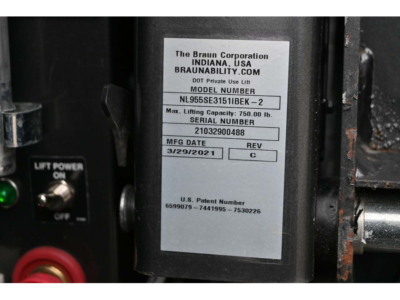 The Braun Corporation
INDIANA, USA
BRAUNABILITY.COM
DOT Private Use Lift
MODEL NUMBER
NL955SE3151IBEK-2
Max. Lifting Capacity: 750.00 lb.
SERIAL NUMBER
21032900488
MFG DATE REV
3/29/2021 C
U.S. Patent Number
6599079-7441995-7530226
LIFT POWER
ON
OFF